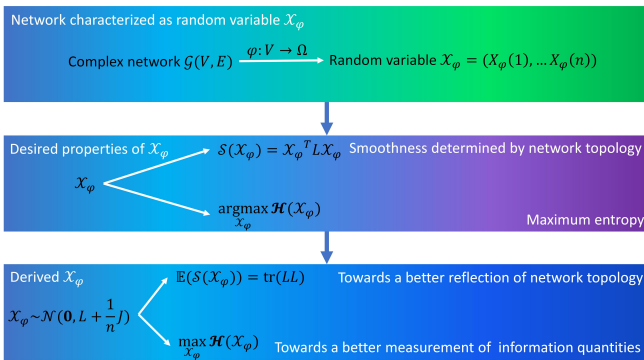 Network characterized as random variable 𝒳_φ
Complex network 𝒢(V, E) φ: V → Ω Random variable 𝒳_φ = (X_φ(1), … X_φ(n))
Desired properties of 𝒳_φ
𝒮(𝒳_φ) = 𝒳_φ^T L𝒳_φ Smoothness determined by network topology
𝒳_φ
argmax_{𝒳_φ} 𝓗(𝒳_φ)
Maximum entropy
Derived 𝒳_φ
𝔼(𝒮(𝒳_φ)) = tr(LL) Towards a better reflection of network topology
𝒳_φ~𝒩(𝟎, L + 1/n J)
max_{𝒳_φ} 𝓗(𝒳_φ) Towards a better measurement of information quantities